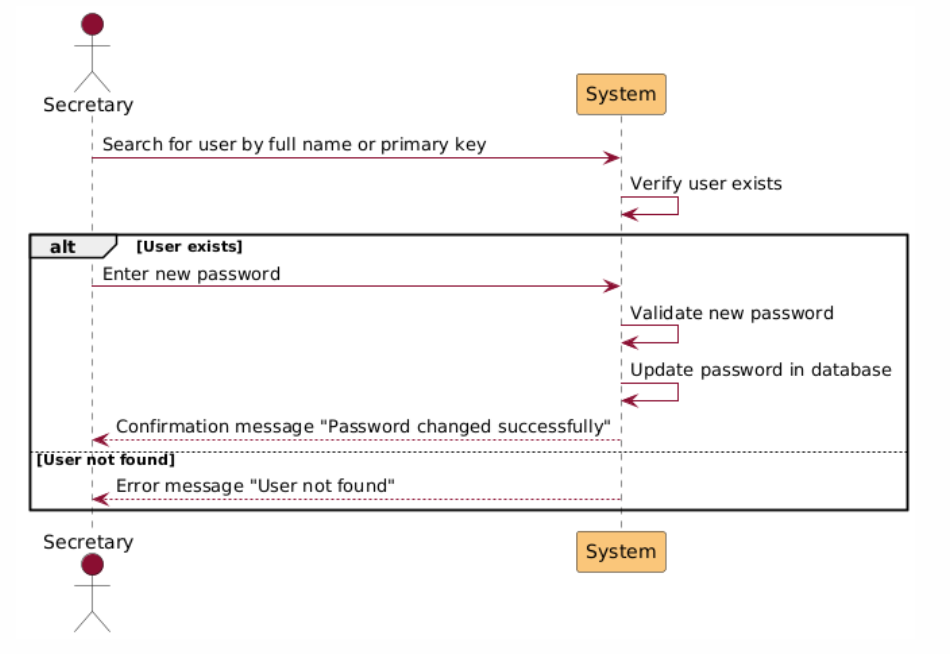 Secretary
System
Search for user by full name or primary key
Verify user exists
alt [User exists]
Enter new password
Validate new password
Update password in database
Confirmation message "Password changed successfully"
[User not found]
Error message "User not found"
Secretary
System